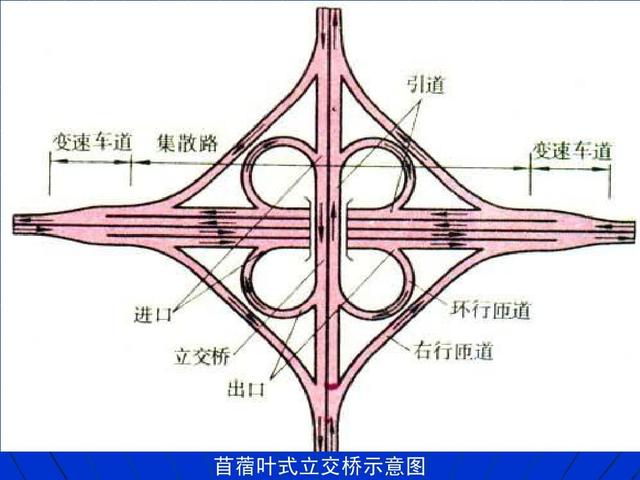 引道
变速车道
集散路
变速车道
进口
环行匝道
立交桥
右行匝道
出口
苜蓿叶式立交桥示意图